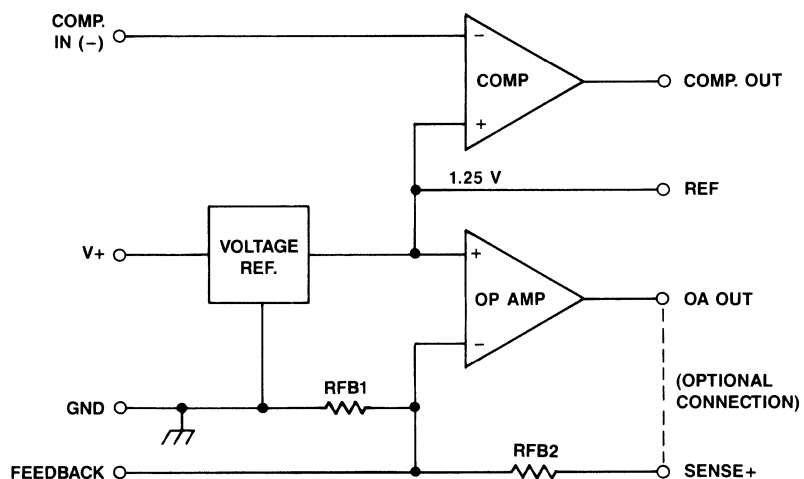 COMP.
IN (−)
−
COMP
COMP. OUT
+
1.25 V
REF
V+
VOLTAGE
REF.
+
OP AMP
OA OUT
−
RFB1
(OPTIONAL
CONNECTION)
GND
RFB2
FEEDBACK
SENSE+